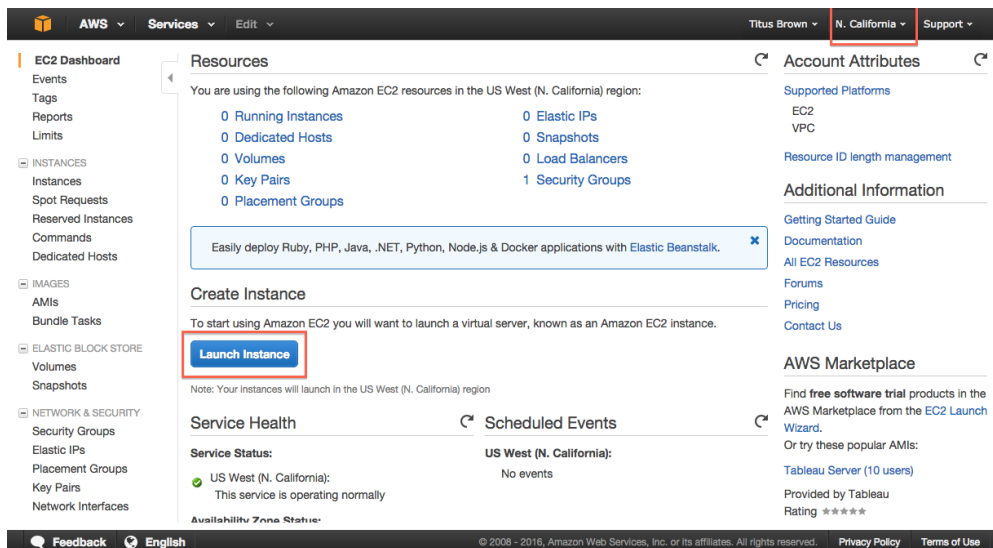 AWS Services Edit Titus Brown N. California Support
EC2 Dashboard
Events
Tags
Reports
Limits
INSTANCES
Instances
Spot Requests
Reserved Instances
Commands
Dedicated Hosts
IMAGES
AMIs
Bundle Tasks
ELASTIC BLOCK STORE
Volumes
Snapshots
NETWORK & SECURITY
Security Groups
Elastic IPs
Placement Groups
Key Pairs
Network Interfaces
Resources
You are using the following Amazon EC2 resources in the US West (N. California) region:
0 Running Instances
0 Dedicated Hosts
0 Volumes
0 Key Pairs
0 Placement Groups
0 Elastic IPs
0 Snapshots
0 Load Balancers
1 Security Groups
Easily deploy Ruby, PHP, Java, .NET, Python, Node.js & Docker applications with Elastic Beanstalk.
Create Instance
To start using Amazon EC2 you will want to launch a virtual server, known as an Amazon EC2 instance.
Launch Instance
Note: Your instances will launch in the US West (N. California) region
Service Health
Service Status:
US West (N. California):
This service is operating normally
Availability Zone Status:
Scheduled Events
US West (N. California):
No events
Account Attributes
Supported Platforms
EC2
VPC
Resource ID length management
Additional Information
Getting Started Guide
Documentation
All EC2 Resources
Forums
Pricing
Contact Us
AWS Marketplace
Find free software trial products in the
AWS Marketplace from the EC2 Launch
Wizard.
Or try these popular AMIs:
Tableau Server (10 users)
Provided by Tableau
Rating
Feedback English © 2008 - 2016, Amazon Web Services, Inc. or its affiliates. All rights reserved. Privacy Policy Terms of Use